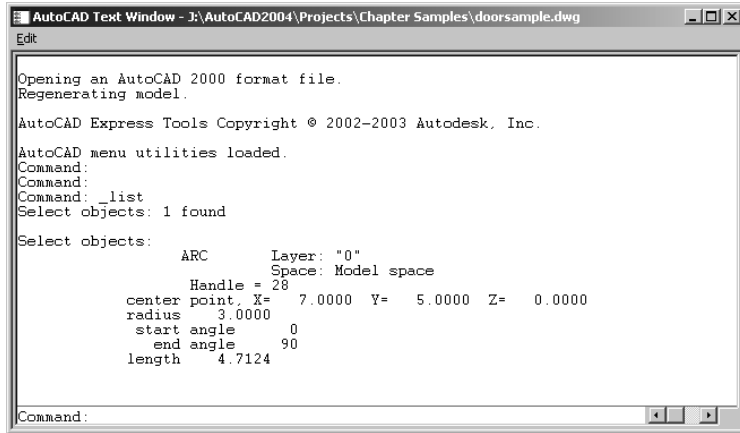 AutoCAD Text Window - J:\AutoCAD2004\Projects\Chapter Samples\doorsample.dwg
Edit
Opening an AutoCAD 2000 format file.
Regenerating model.
AutoCAD Express Tools Copyright © 2002-2003 Autodesk, Inc.
AutoCAD menu utilities loaded.
Command:
Command:
Command: _list
Select objects: 1 found
Select objects:
ARC Layer: "0"
Space: Model space
Handle = 28
center point, X= 7.0000 Y= 5.0000 Z= 0.0000
radius 3.0000
start angle 0
end angle 90
length 4.7124
Command: